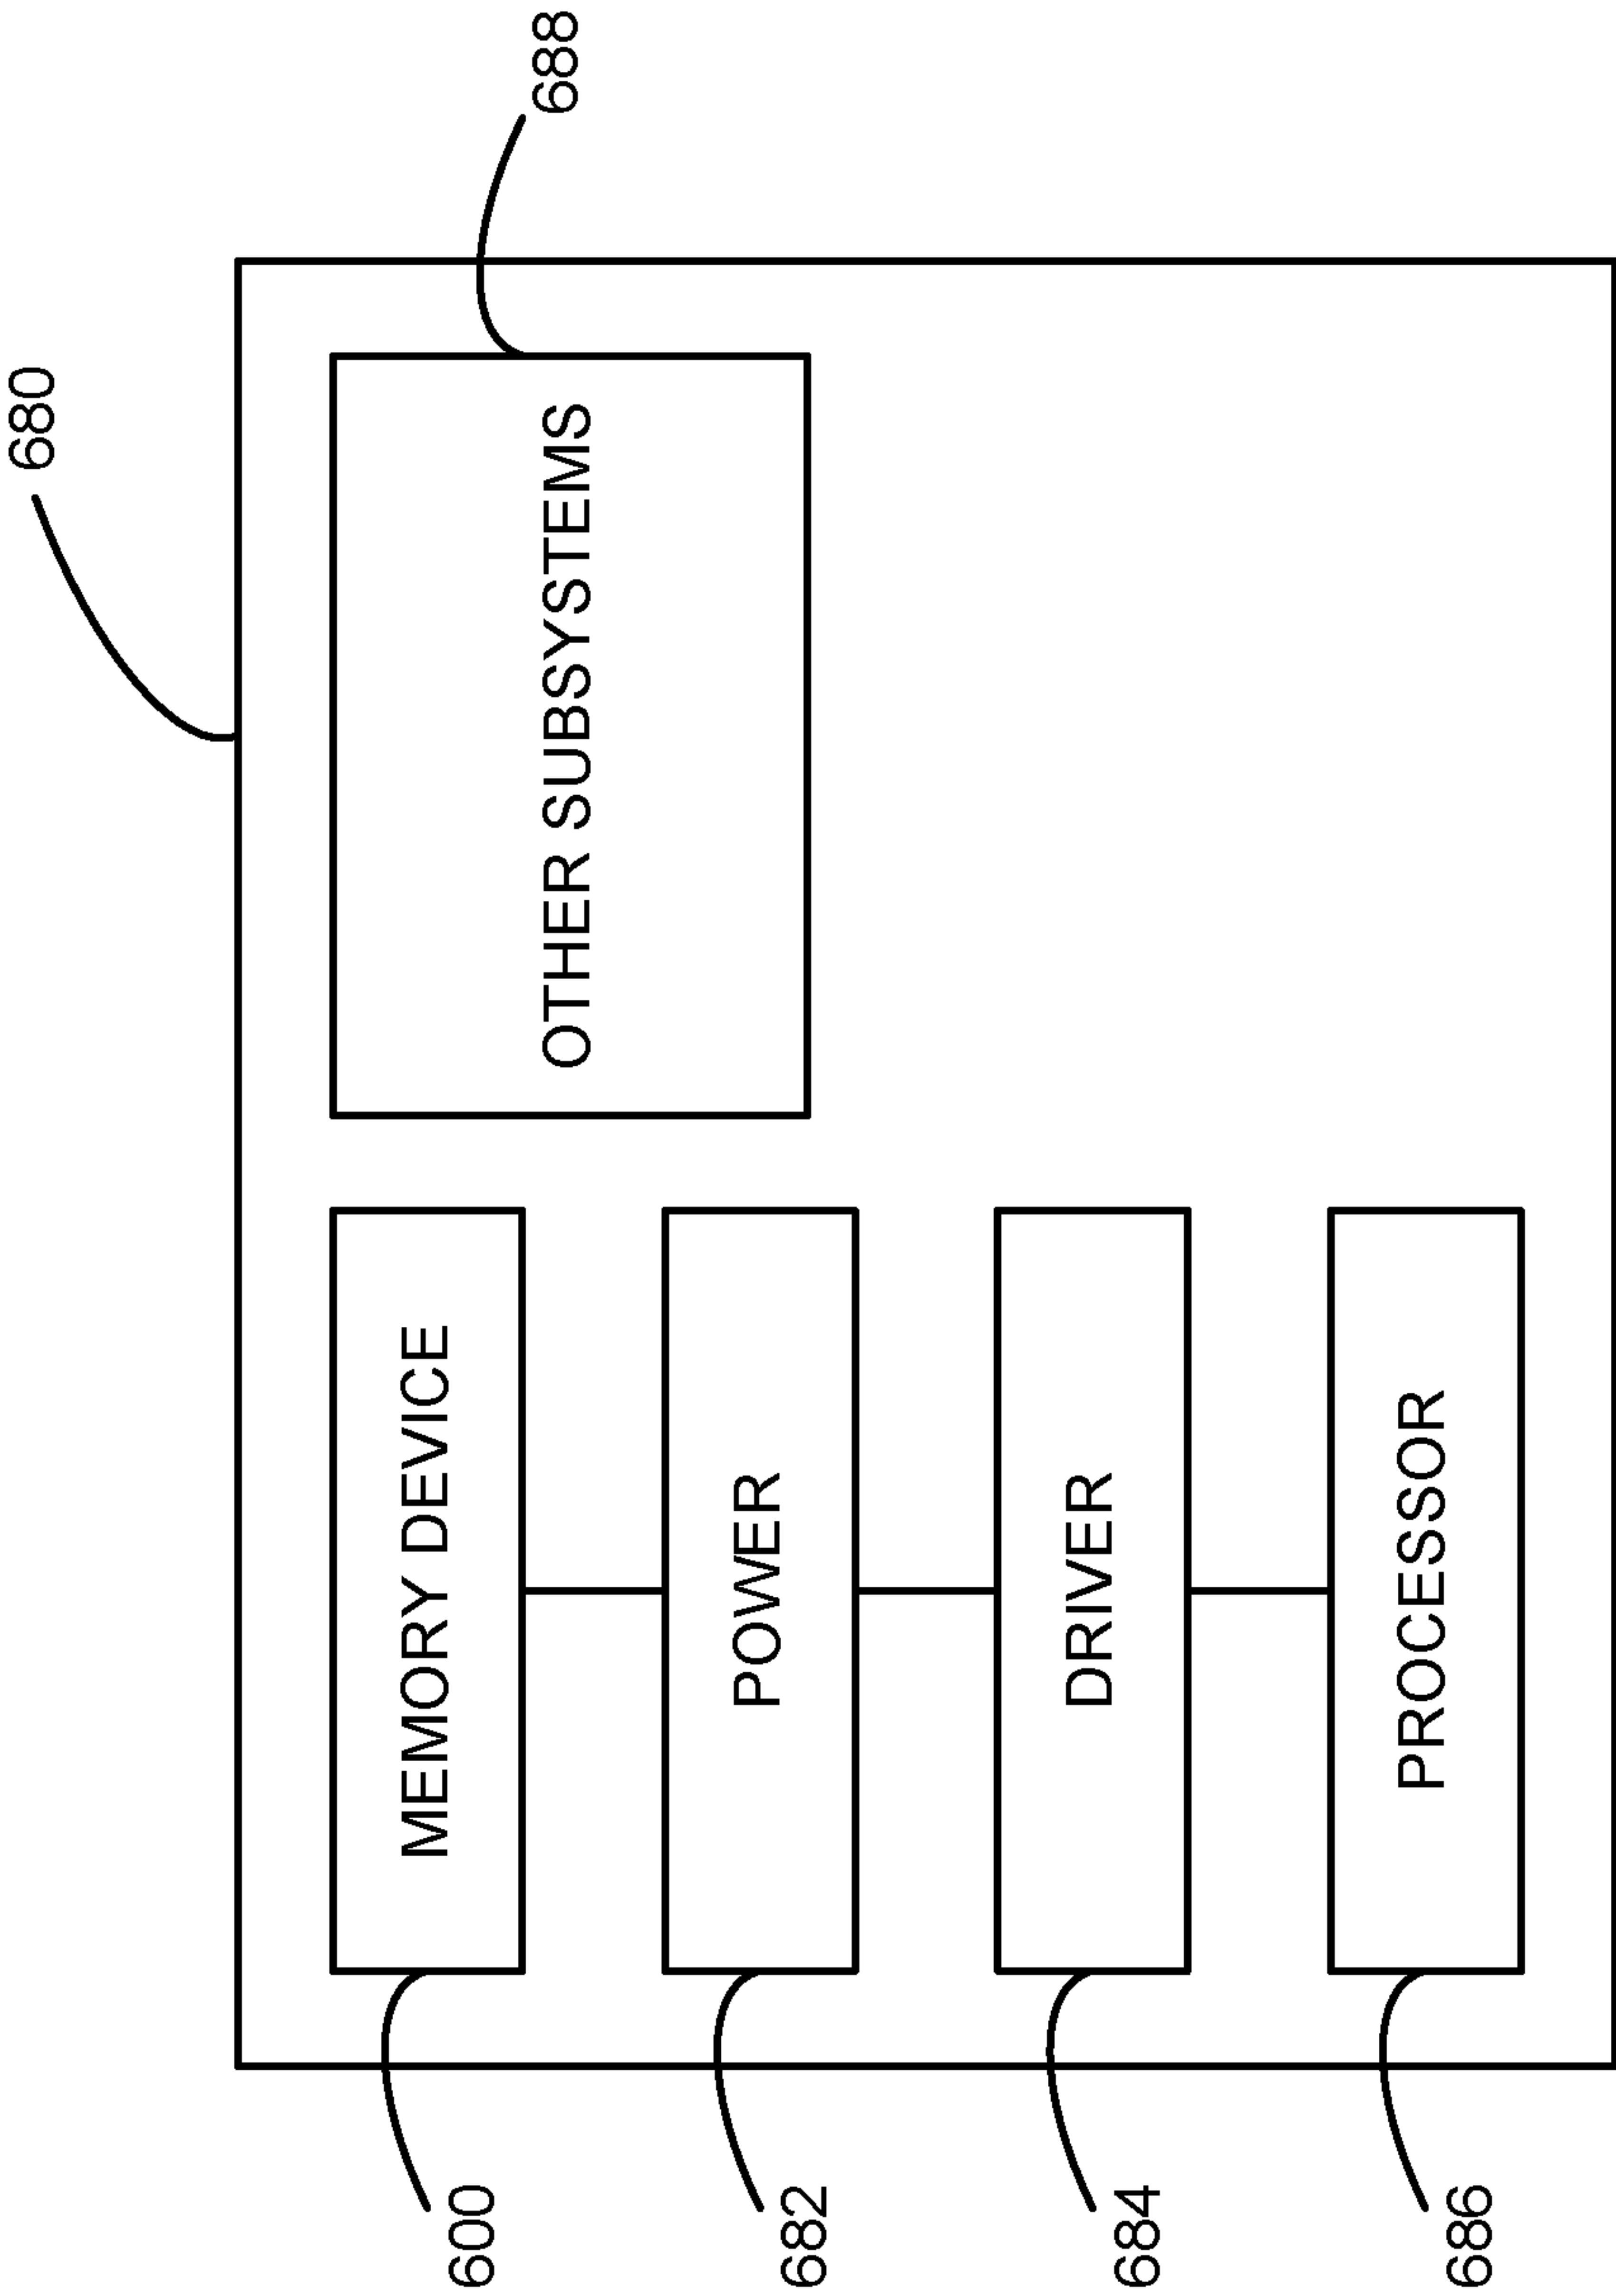 680
688
OTHER SUBSYSTEMS
600
MEMORY DEVICE
682
POWER
684
DRIVER
686
PROCESSOR